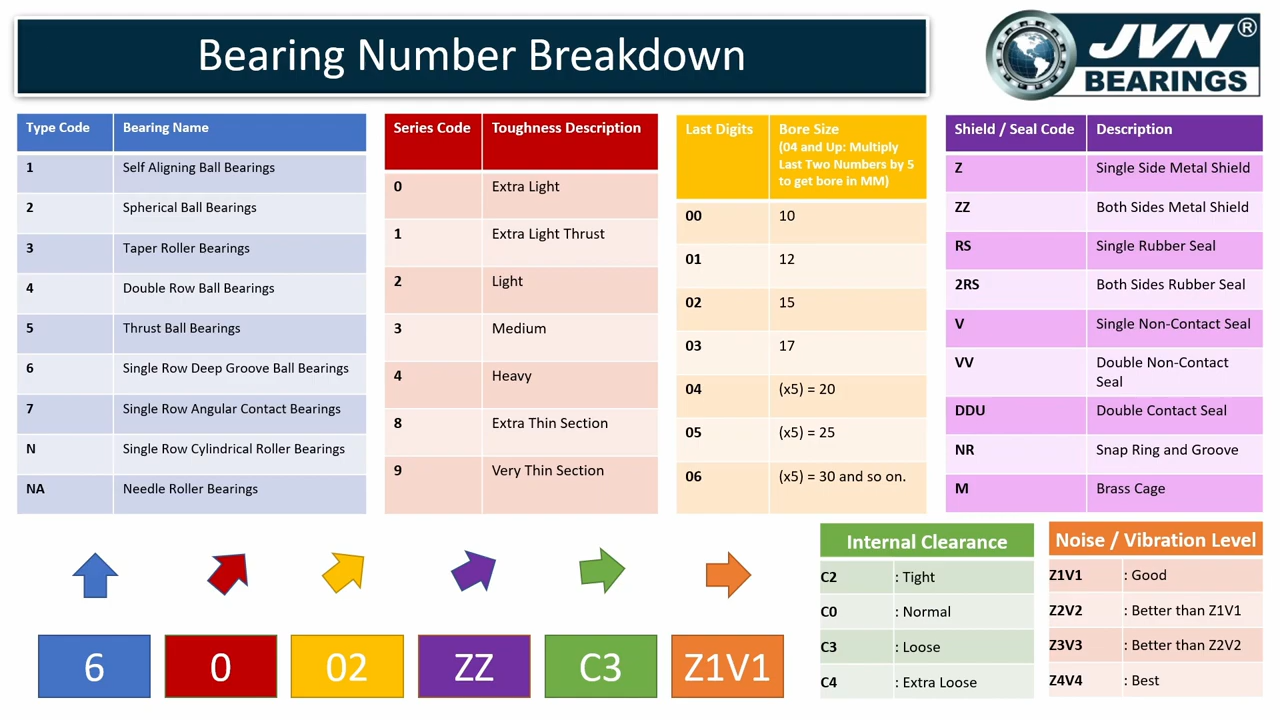 Bearing Number Breakdown
JVN ®
BEARINGS
Type Code Bearing Name
1 Self Aligning Ball Bearings
2 Spherical Ball Bearings
3 Taper Roller Bearings
4 Double Row Ball Bearings
5 Thrust Ball Bearings
6 Single Row Deep Groove Ball Bearings
7 Single Row Angular Contact Bearings
N Single Row Cylindrical Roller Bearings
NA Needle Roller Bearings
Series Code Toughness Description
0 Extra Light
1 Extra Light Thrust
2 Light
3 Medium
4 Heavy
8 Extra Thin Section
9 Very Thin Section
Last Digits Bore Size
(04 and Up: Multiply
Last Two Numbers by 5
to get bore in MM)
00 10
01 12
02 15
03 17
04 (x5) = 20
05 (x5) = 25
06 (x5) = 30 and so on.
Shield / Seal Code Description
Z Single Side Metal Shield
ZZ Both Sides Metal Shield
RS Single Rubber Seal
2RS Both Sides Rubber Seal
V Single Non-Contact Seal
VV Double Non-Contact
Seal
DDU Double Contact Seal
NR Snap Ring and Groove
M Brass Cage
6 0 02 ZZ C3 Z1V1
Internal Clearance
C2 : Tight
C0 : Normal
C3 : Loose
C4 : Extra Loose
Noise / Vibration Level
Z1V1 : Good
Z2V2 : Better than Z1V1
Z3V3 : Better than Z2V2
Z4V4 : Best